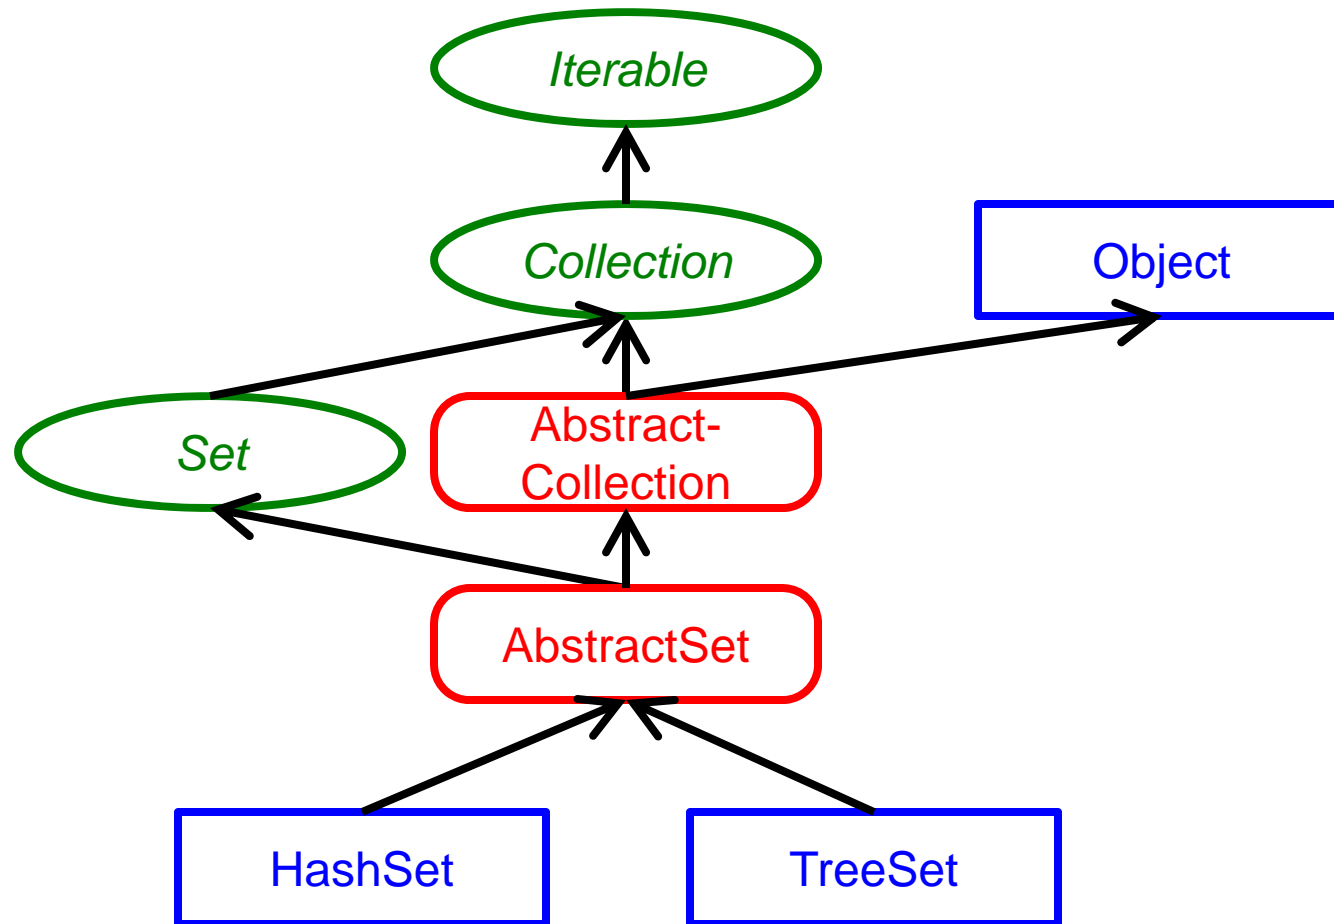 Iterable
Collection
Object
Set
Abstract-
Collection
AbstractSet
HashSet
TreeSet